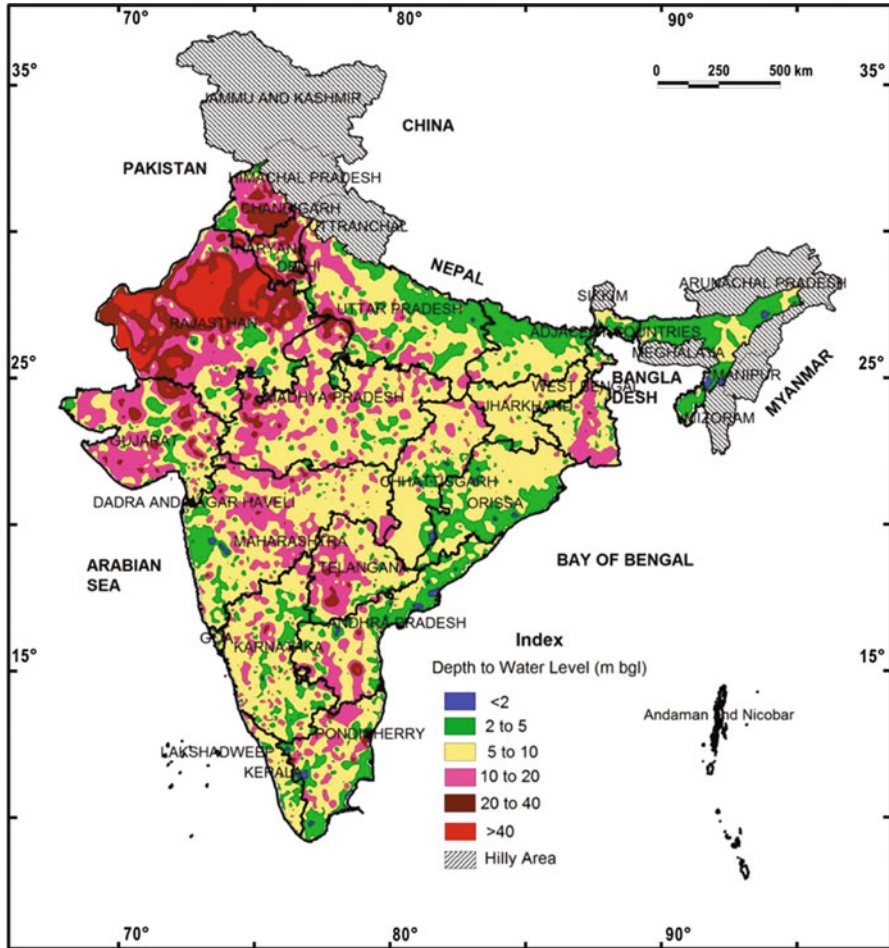 70°
80°
90°
35°
0 250 500 km
35°
JAMMU AND KASHMIR
CHINA
PAKISTAN
HIMACHAL PRADESH
CHANDIGARH
UTTRANCHAL
HARYANA
DELHI
NEPAL
SIKKIM
ARUNACHAL PRADESH
RAJASTHAN
UTTAR PRADESH
ADJACENT COUNTRIES
MEGHALAYA
25°
BANGLA
DESH
MANIPUR
MYANMAR
25°
WEST BENGAL
MADHYA PRADESH
JHARKHAND
MIZORAM
GUJARAT
CHHATTISGARH
DADRA AND NAGAR HAVELI
ORISSA
MAHARASHTRA
ARABIAN
SEA
TELANGANA
BAY OF BENGAL
ANDHRA PRADESH
GOA
KARNATAKA
15°
15°
Index
Depth to Water Level (m bgl)
<2
2 to 5
5 to 10
10 to 20
20 to 40
>40
Hilly Area
Andaman and Nicobar
PONDICHERRY
LAKSHADWEEP
KERALA
70°
80°
90°